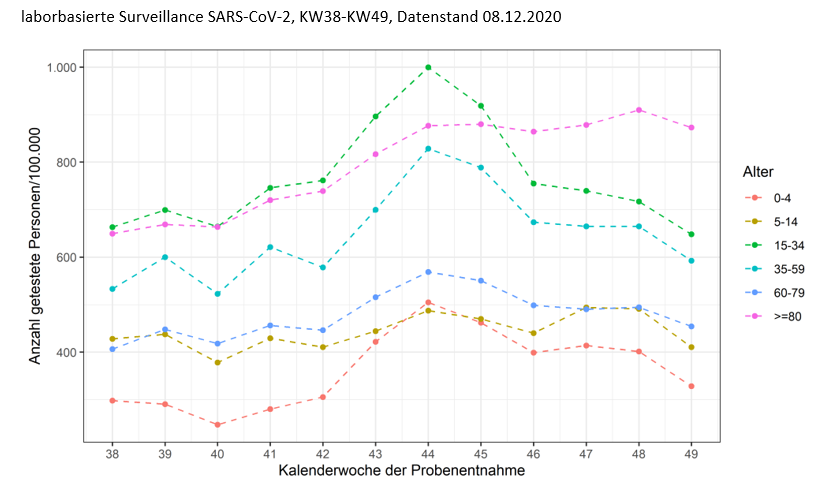 laborbasierte Surveillance SARS-CoV-2, KW38-KW49, Datenstand 08.12.2020
1.000
800
600
400
Anzahl getestete Personen/100.000
38 39 40 41 42 43 44 45 46 47 48 49
Kalenderwoche der Probenentnahme
Alter
0-4
5-14
15-34
35-59
60-79
>=80